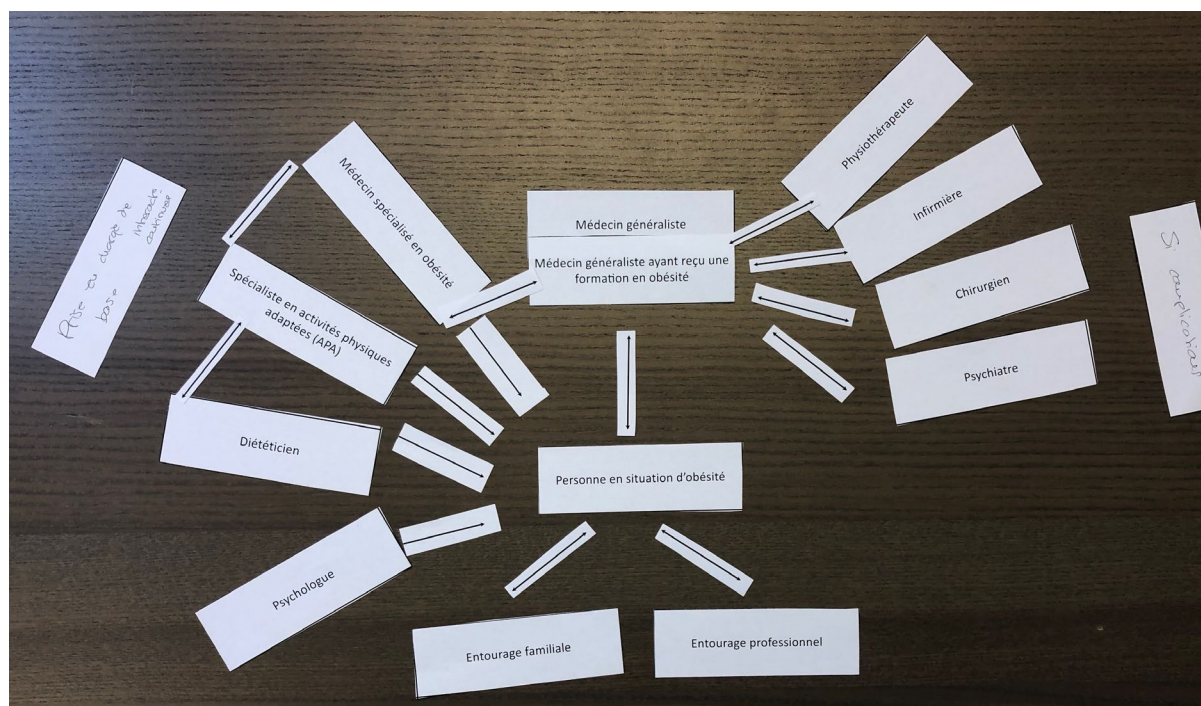 Physiothérapeute
Médecin spécialisé en obésité
Infirmière
Médecin généraliste
Médecin généraliste ayant reçu une
formation en obésité
Prise en charge de
base
interact°
continue
Si complications
Spécialiste en activités physiques
adaptées (APA)
Chirurgien
Psychiatre
Diététicien
Personne en situation d’obésité
Psychologue
Entourage familiale
Entourage professionnel